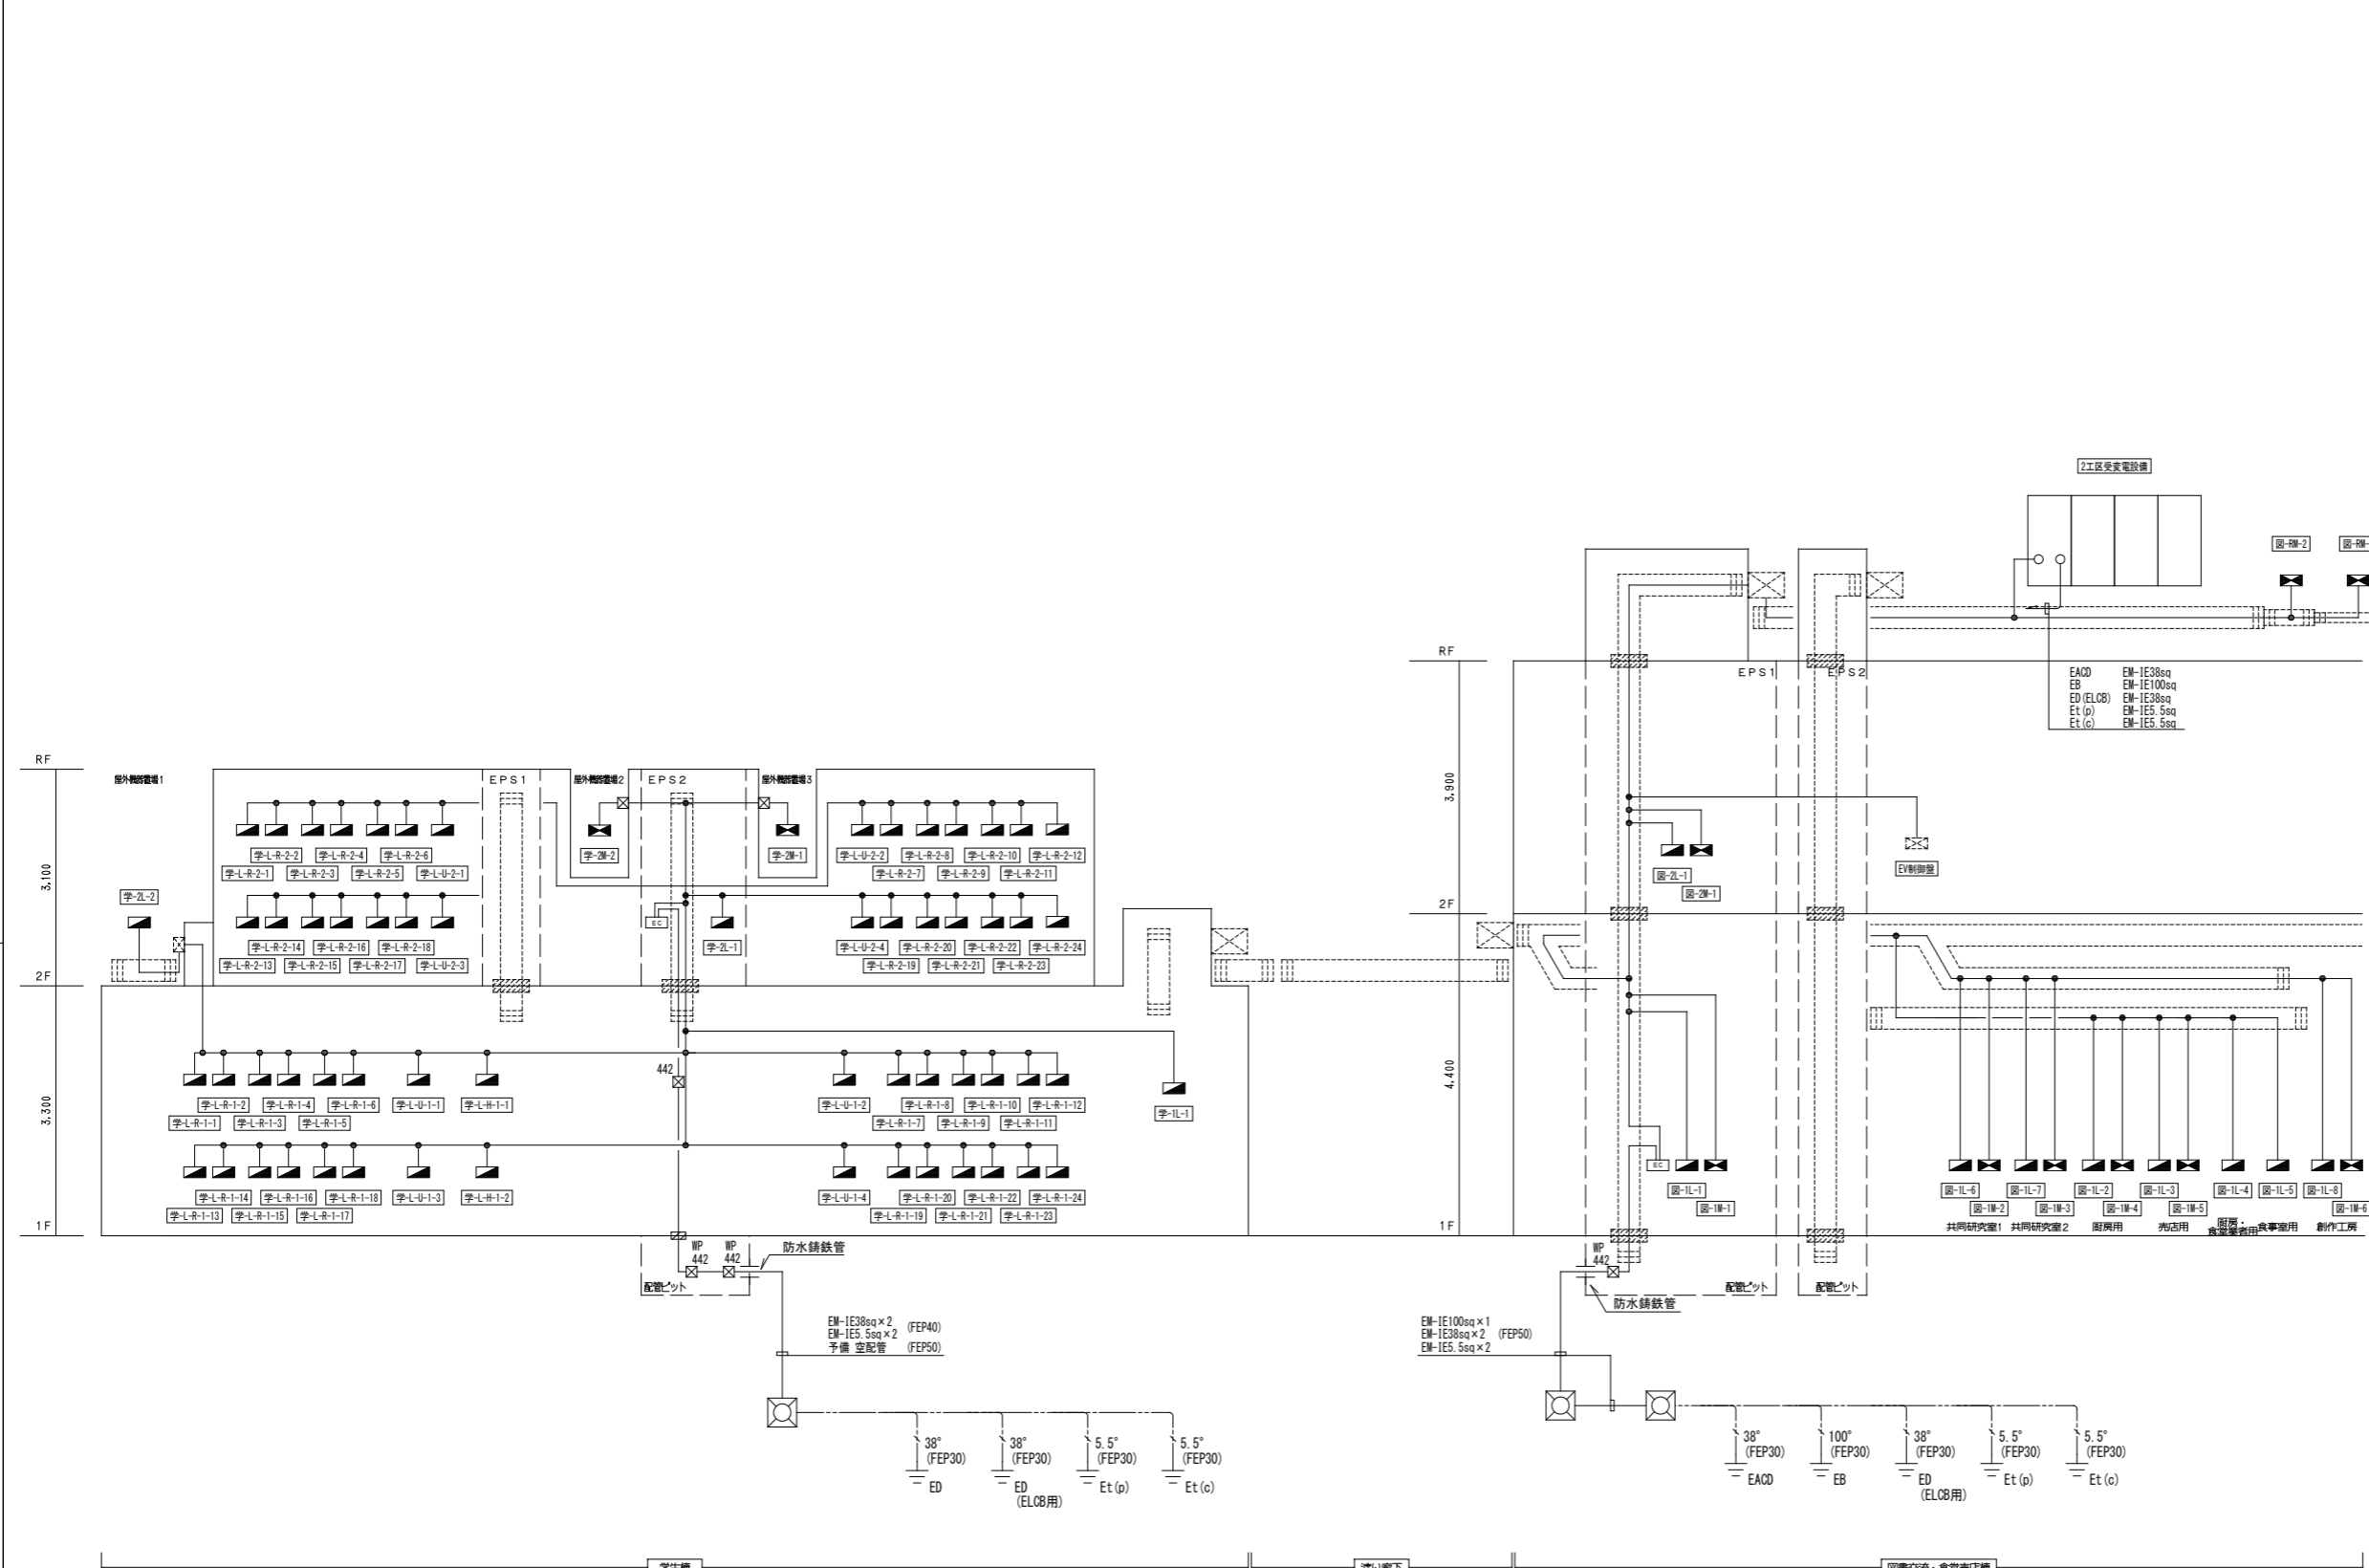 2工区受変電設備
図-RM-2
図-RM-
RF
EPS1
EPS2
EACD EM-IE38sq
EB EM-IE100sq
ED(ELCB) EM-IE38sq
Et(p) EM-IE5.5sq
Et(c) EM-IE5.5sq
3,900
EV制御盤
図-2L-1
図-2M-1
2F
4,400
EC
図-1L-1
図-1M-1
図-1L-6
図-1L-7
図-1L-2
図-1L-3
図-1L-4
図-1L-5
図-1L-8
図-1M-2
図-1M-3
図-1M-4
図-1M-5
図-1M-6
共同研究室1
共同研究室2
厨房用
売店用
厨房・
食堂業者用
食事室用
創作工房
1F
WP
442
配管ピット
配管ピット
防水鋳鉄管
EM-IE100sq×1
EM-IE38sq×2 (FEP50)
EM-IE5.5sq×2
38°
(FEP30)
EACD
100°
(FEP30)
EB
38°
(FEP30)
ED
(ELCB用)
5.5°
(FEP30)
Et(p)
5.5°
(FEP30)
Et(c)
RF
屋外機器置場1
EPS1
屋外機器置場2
EPS2
屋外機器置場3
3,100
学-L-R-2-2
学-L-R-2-4
学-L-R-2-6
学-2M-2
学-2M-1
学-L-U-2-2
学-L-R-2-8
学-L-R-2-10
学-L-R-2-12
学-L-R-2-1
学-L-R-2-3
学-L-R-2-5
学-L-U-2-1
学-L-R-2-7
学-L-R-2-9
学-L-R-2-11
学-2L-2
EC
学-L-R-2-14
学-L-R-2-16
学-L-R-2-18
学-2L-1
学-L-U-2-4
学-L-R-2-20
学-L-R-2-22
学-L-R-2-24
学-L-R-2-13
学-L-R-2-15
学-L-R-2-17
学-L-U-2-3
学-L-R-2-19
学-L-R-2-21
学-L-R-2-23
2F
3,300
442
学-L-R-1-2
学-L-R-1-4
学-L-R-1-6
学-L-U-1-1
学-L-H-1-1
学-L-U-1-2
学-L-R-1-8
学-L-R-1-10
学-L-R-1-12
学-1L-1
学-L-R-1-1
学-L-R-1-3
学-L-R-1-5
学-L-R-1-7
学-L-R-1-9
学-L-R-1-11
学-L-R-1-14
学-L-R-1-16
学-L-R-1-18
学-L-U-1-3
学-L-H-1-2
学-L-U-1-4
学-L-R-1-20
学-L-R-1-22
学-L-R-1-24
学-L-R-1-13
学-L-R-1-15
学-L-R-1-17
学-L-R-1-19
学-L-R-1-21
学-L-R-1-23
1F
WP
442
WP
442
防水鋳鉄管
配管ピット
EM-IE38sq×2 (FEP40)
EM-IE5.5sq×2
予備 空配管 (FEP50)
38°
(FEP30)
ED
38°
(FEP30)
ED
(ELCB用)
5.5°
(FEP30)
Et(p)
5.5°
(FEP30)
Et(c)